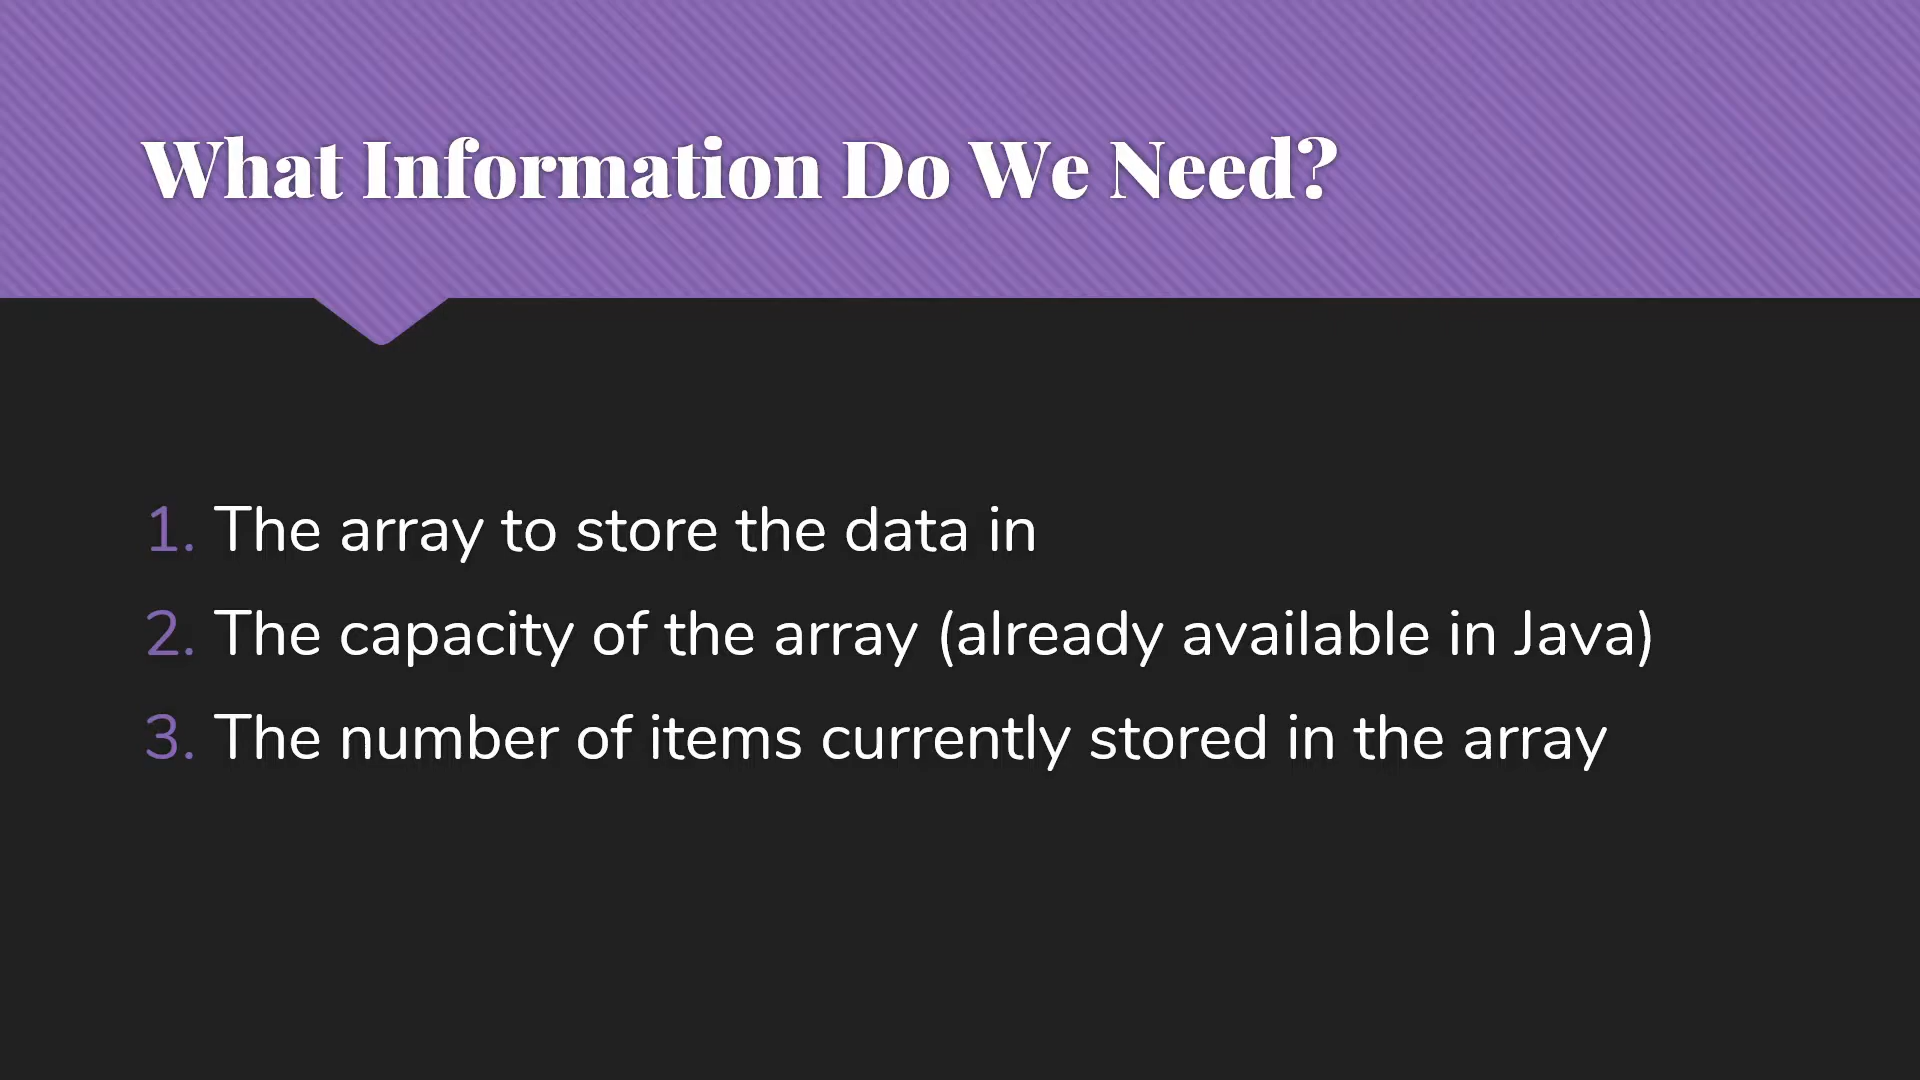 What Information Do We Need?
1. The array to store the data in
2. The capacity of the array (already available in Java)
3. The number of items currently stored in the array